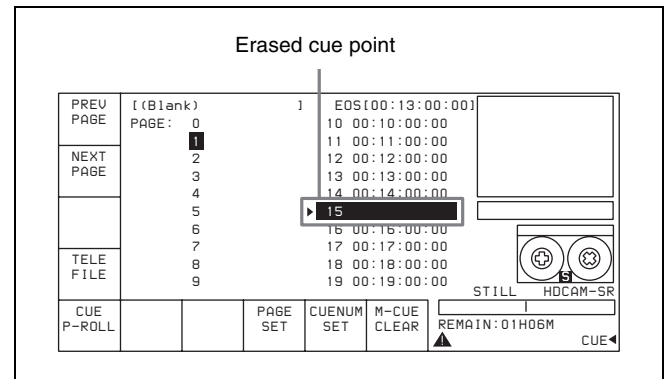 Erased cue point
PREV PAGE
NEXT PAGE
TELE FILE
[(Blank) ] EOS[00:13:00:00]
PAGE: 0
1
2
3
4
5
6
7
8
9
10 00:10:00:00
11 00:11:00:00
12 00:12:00:00
13 00:13:00:00
14 00:14:00:00
▶ 15
16 00:16:00:00
17 00:17:00:00
18 00:18:00:00
19 00:19:00:00
S
STILL HDCAM-SR
CUE P-ROLL
PAGE SET
CUENUM SET
M-CUE CLEAR
REMAIN:01H06M
CUE◀